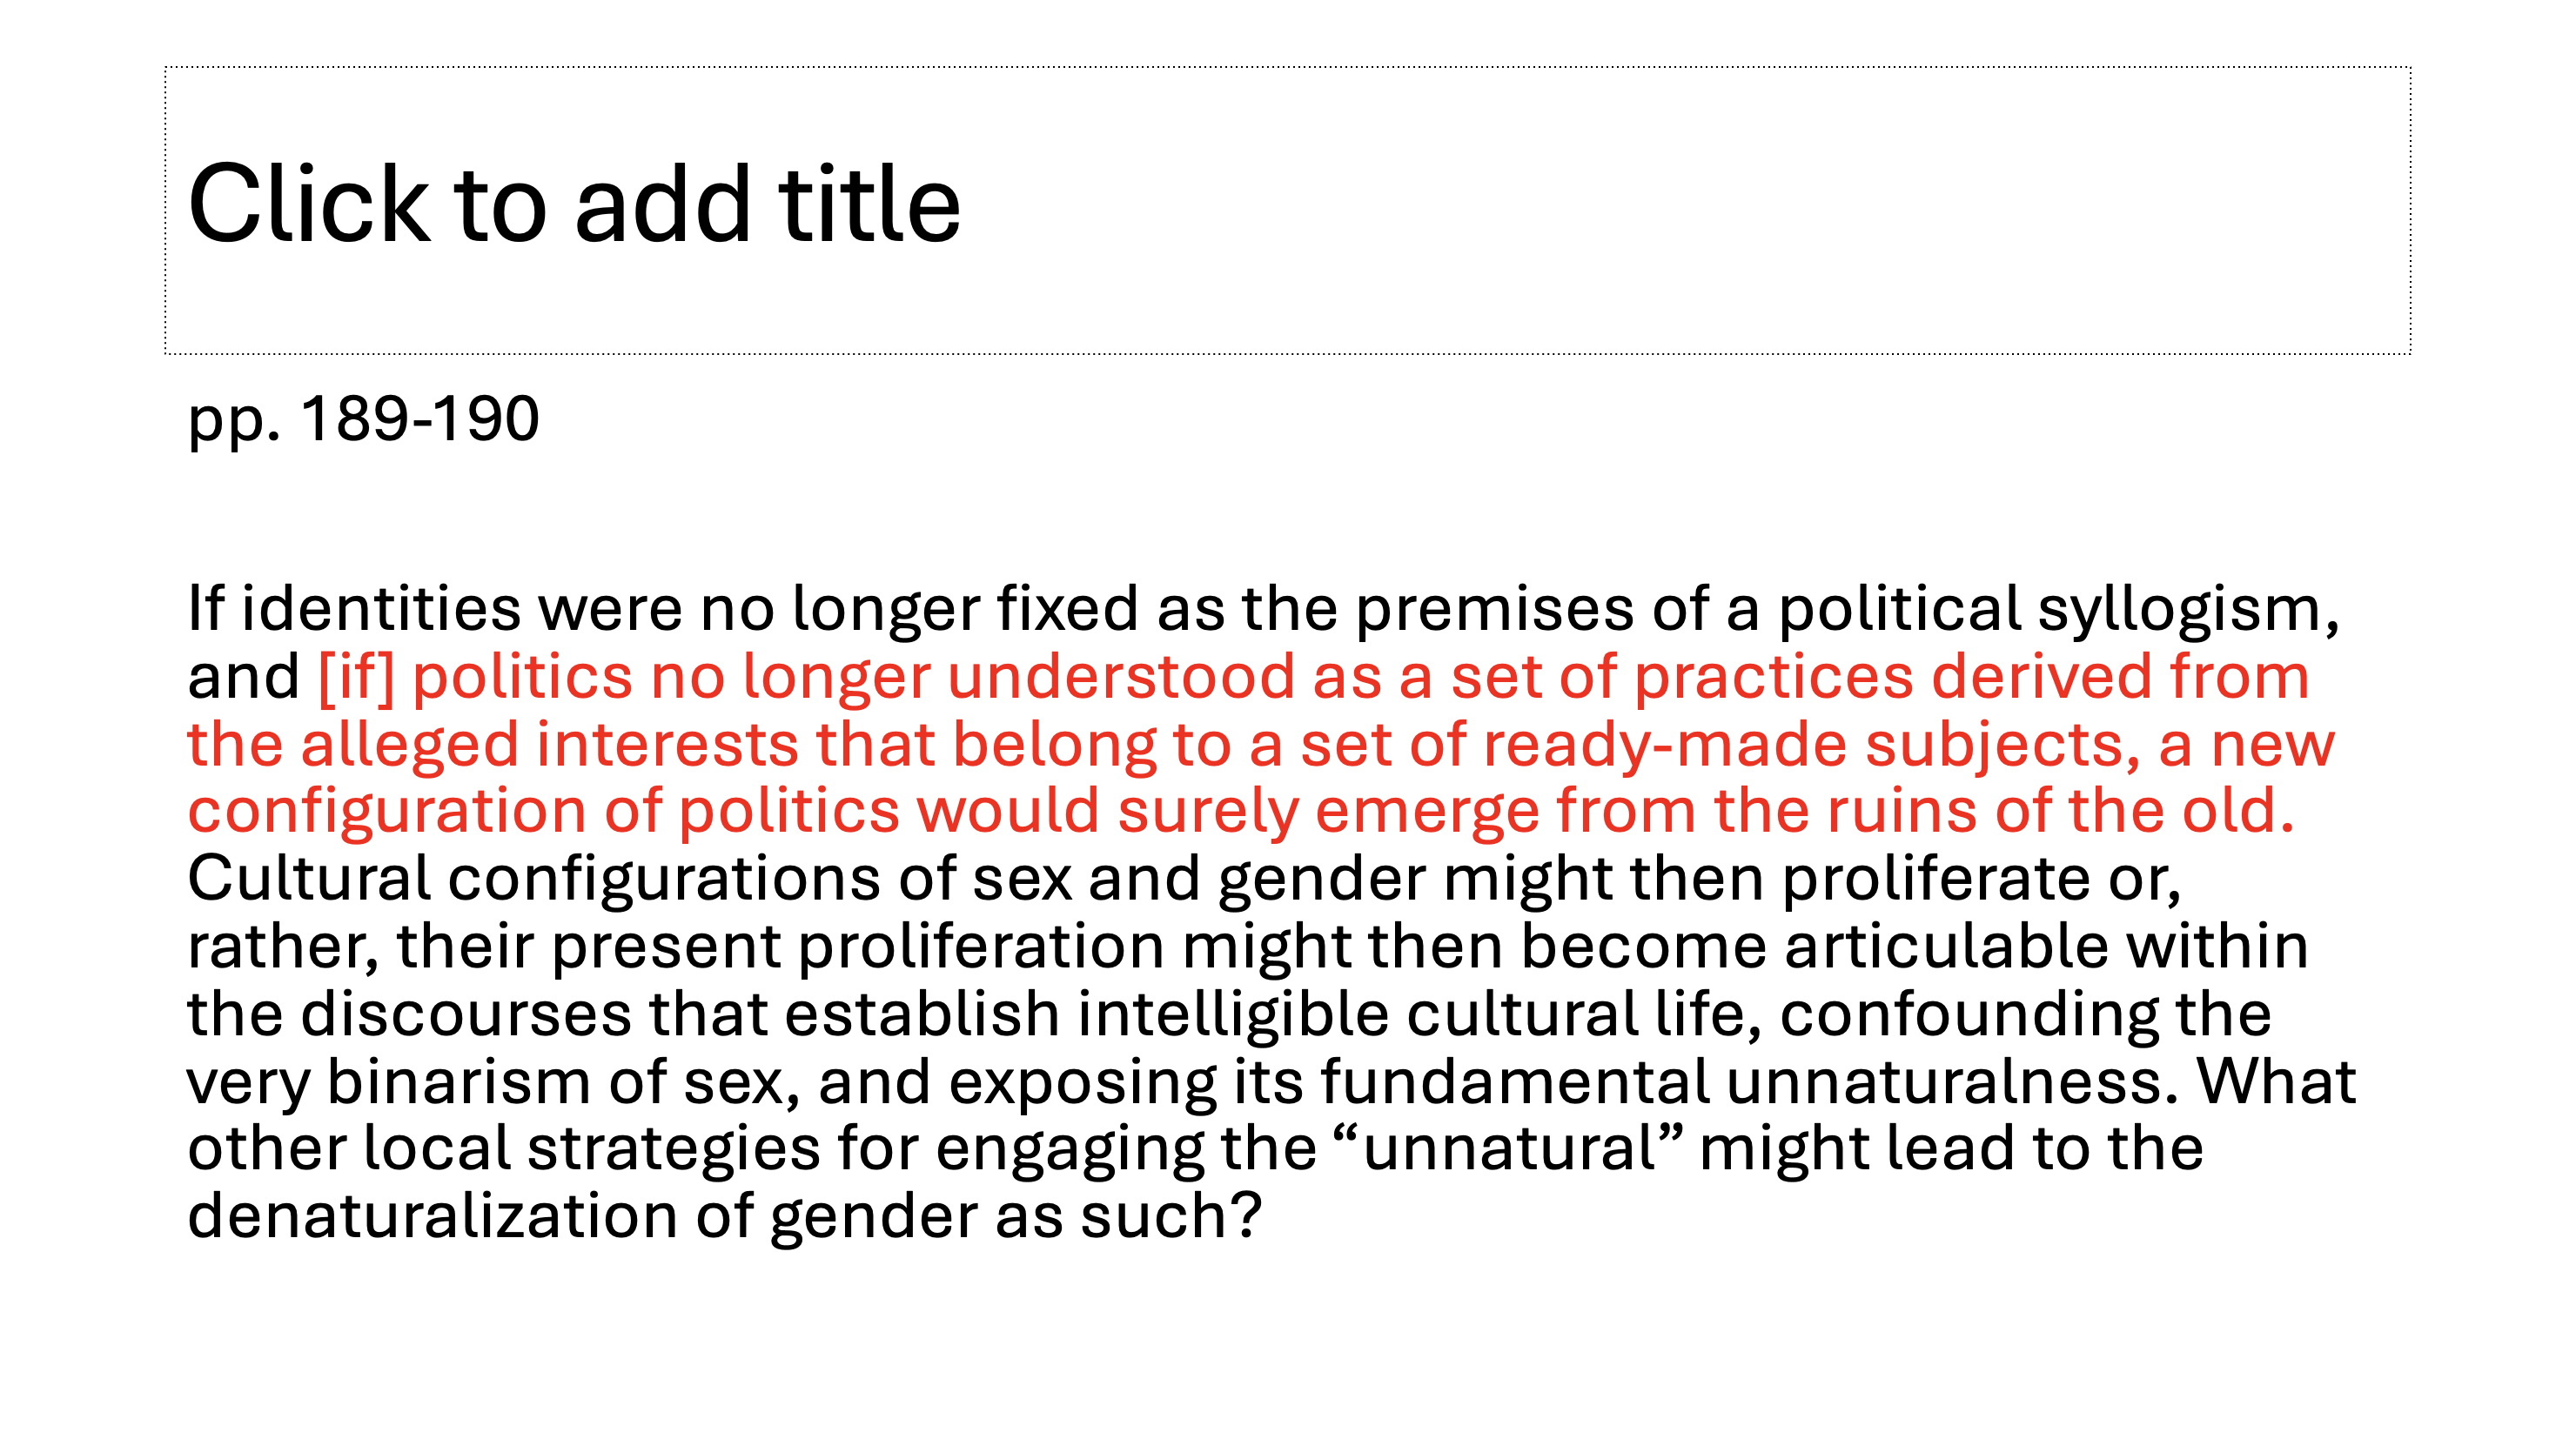 Click to add title
pp. 189-190
If identities were no longer fixed as the premises of a political syllogism,
and [if] politics no longer understood as a set of practices derived from
the alleged interests that belong to a set of ready-made subjects, a new
configuration of politics would surely emerge from the ruins of the old.
Cultural configurations of sex and gender might then proliferate or,
rather, their present proliferation might then become articulable within
the discourses that establish intelligible cultural life, confounding the
very binarism of sex, and exposing its fundamental unnaturalness. What
other local strategies for engaging the “unnatural” might lead to the
denaturalization of gender as such?